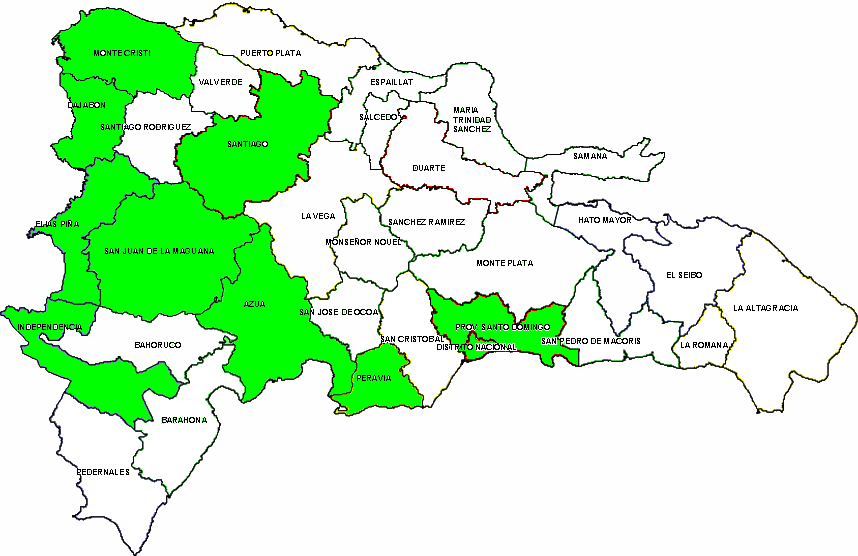 MONTE CRISTI
PUERTO PLATA
VALVERDE
ESPAILLAT
DAJABON
SANTIAGO RODRIGUEZ
SALCEDO
MARIA
TRINIDAD
SANCHEZ
SANTIAGO
DUARTE
SAMANA
ELIAS PIÑA
LA VEGA
SANCHEZ RAMIREZ
HATO MAYOR
SAN JUAN DE LA MAGUANA
MONSEÑOR NOUEL
MONTE PLATA
EL SEIBO
AZUA
LA ALTAGRACIA
SAN JOSE DE OCOA
INDEPENDENCIA
PROV. SANTO DOMINGO
BAHORUCO
SAN CRISTOBAL
DISTRITO NACIONAL
SAN PEDRO DE MACORIS
LA ROMANA
PERAVIA
BARAHONA
PEDERNALES